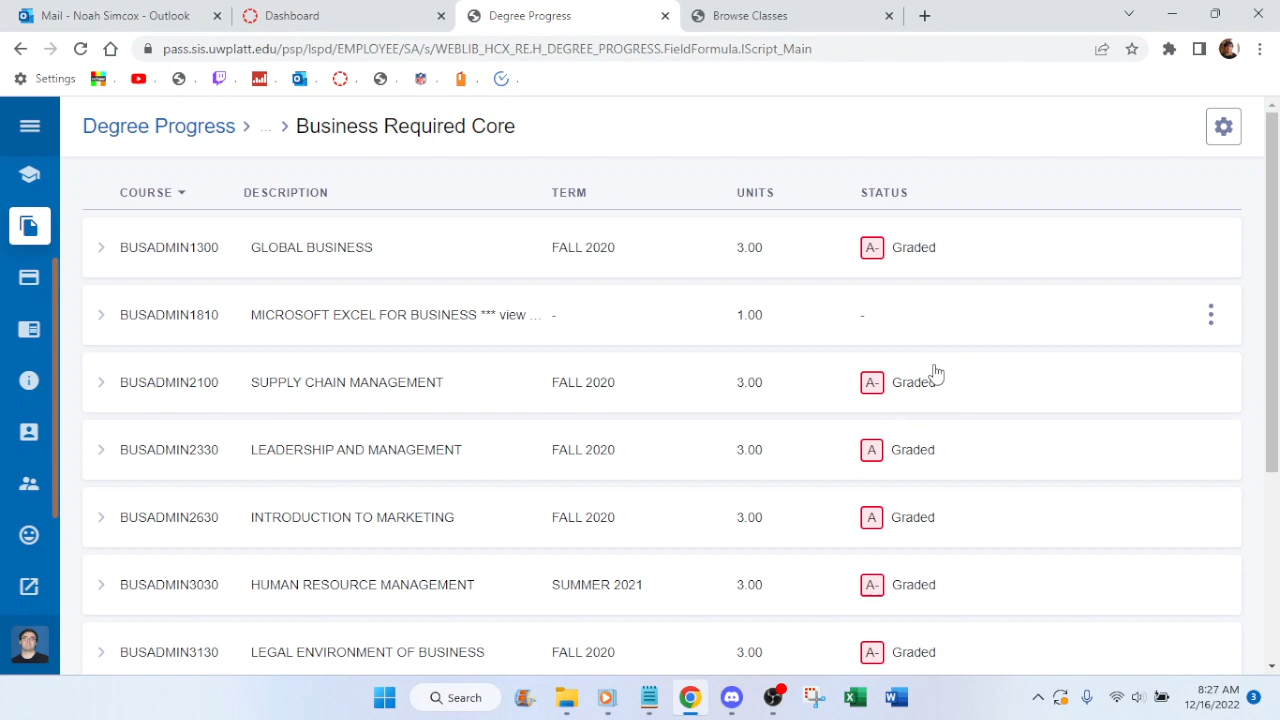 Mail - Noah Simcox - Outlook
Dashboard
Degree Progress
Browse Classes
pass.sis.uwplatt.edu/psp/lspd/EMPLOYEE/SA/s/WEBLIB_HCX_RE.H_DEGREE_PROGRESS.FieldFormula.IScript_Main
Settings
Degree Progress > ... > Business Required Core
COURSE DESCRIPTION TERM UNITS STATUS
BUSADMIN1300 GLOBAL BUSINESS FALL 2020 3.00 A- Graded
BUSADMIN1810 MICROSOFT EXCEL FOR BUSINESS *** view ... - 1.00 -
BUSADMIN2100 SUPPLY CHAIN MANAGEMENT FALL 2020 3.00 A- Graded
BUSADMIN2330 LEADERSHIP AND MANAGEMENT FALL 2020 3.00 A Graded
BUSADMIN2630 INTRODUCTION TO MARKETING FALL 2020 3.00 A Graded
BUSADMIN3030 HUMAN RESOURCE MANAGEMENT SUMMER 2021 3.00 A- Graded
BUSADMIN3130 LEGAL ENVIRONMENT OF BUSINESS FALL 2020 3.00 A- Graded
Search
8:27 AM
12/16/2022
3